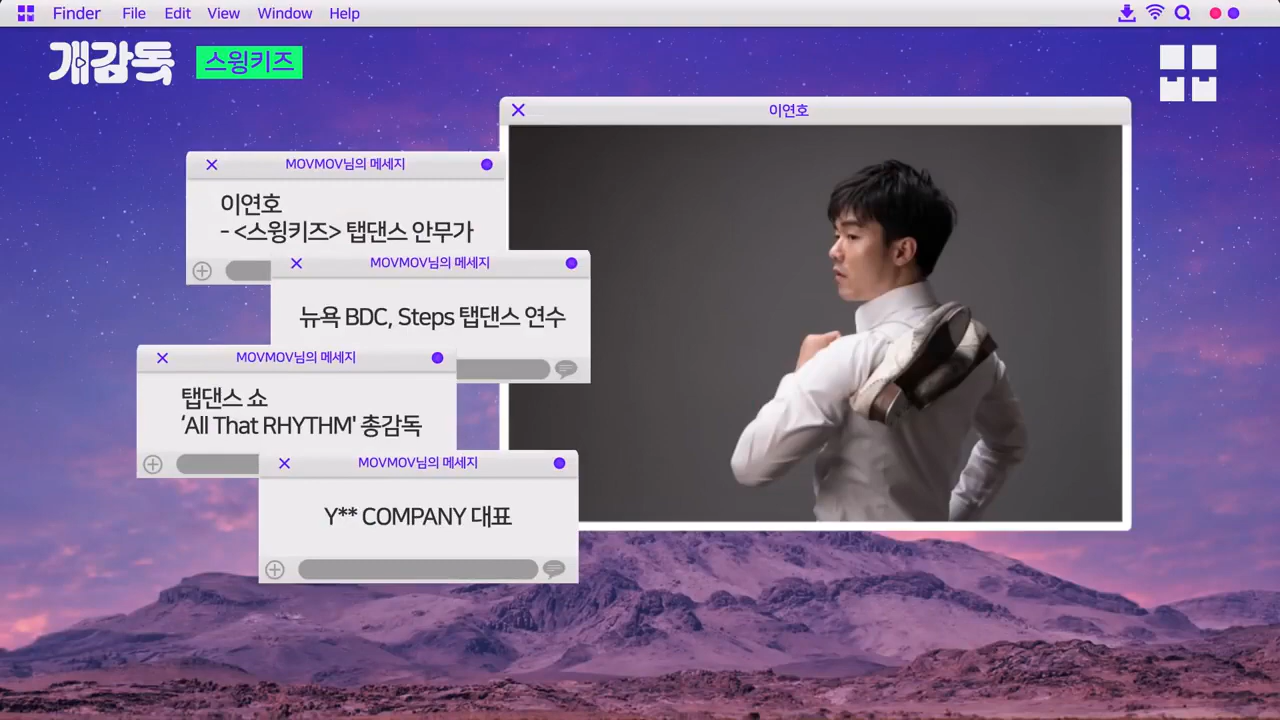 Finder File Edit View Window Help
개감독 스윙키즈
이연호
MOVMOV님의 메세지
이연호
- <스윙키즈> 탭댄스 안무가
MOVMOV님의 메세지
뉴욕 BDC, Steps 탭댄스 연수
MOVMOV님의 메세지
탭댄스 쇼
‘All That RHYTHM' 총감독
MOVMOV님의 메세지
Y** COMPANY 대표